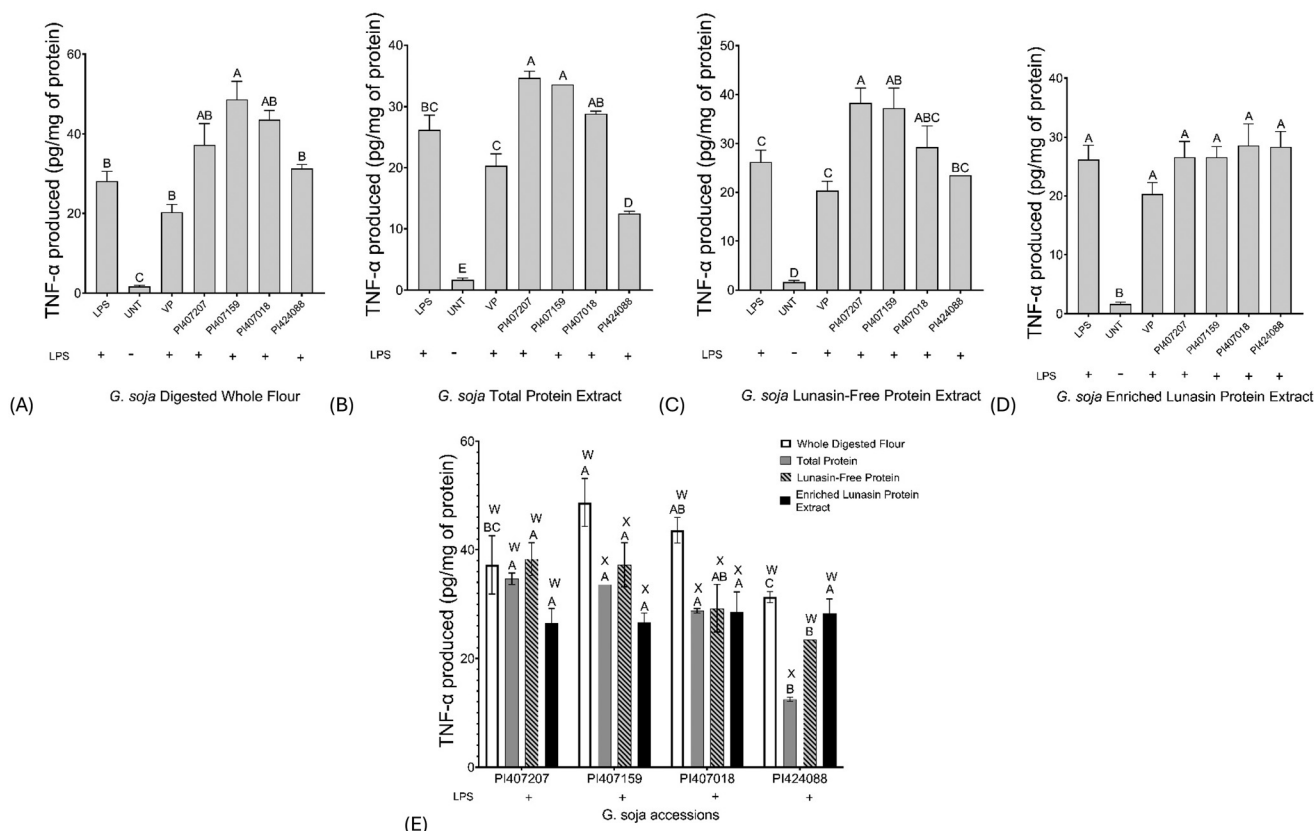 TNF-α produced (pg/mg of protein)
60
40
20
0
B
C
B
AB
A
AB
B
LPS
UNT
VP
PI407207
PI407159
PI407018
PI424088
LPS + - + + + + +
(A)
G. soja Digested Whole Flour
TNF-α produced (pg/mg of protein)
40
30
20
10
0
BC
E
C
A
A
AB
D
LPS
UNT
VP
PI407207
PI407159
PI407018
PI424088
LPS + - + + + + +
(B)
G. soja Total Protein Extract
TNF-α produced (pg/mg of protein)
50
40
30
20
10
0
C
D
C
A
AB
ABC
BC
LPS
UNT
VP
PI407207
PI407159
PI407018
PI424088
LPS + - + + + + +
(C)
G. soja Lunasin-Free Protein Extract
TNF-α produced (pg/mg of protein)
40
30
20
10
0
A
B
A
A
A
A
A
LPS
UNT
VP
PI407207
PI407159
PI407018
PI424088
LPS + - + + + + +
(D)
G. soja Enriched Lunasin Protein Extract
TNF-α produced (pg/mg of protein)
60
40
20
0
Whole Digested Flour
Total Protein
Lunasin-Free Protein
Enriched Lunasin Protein
Extract
W
BC
W
A
W
A
W
A
W
A
X
A
X
A
X
A
W
AB
X
A
X
AB
X
A
W
C
X
B
W
B
W
A
PI407207 PI407159 PI407018 PI424088
LPS + + + +
(E)
G. soja accessions